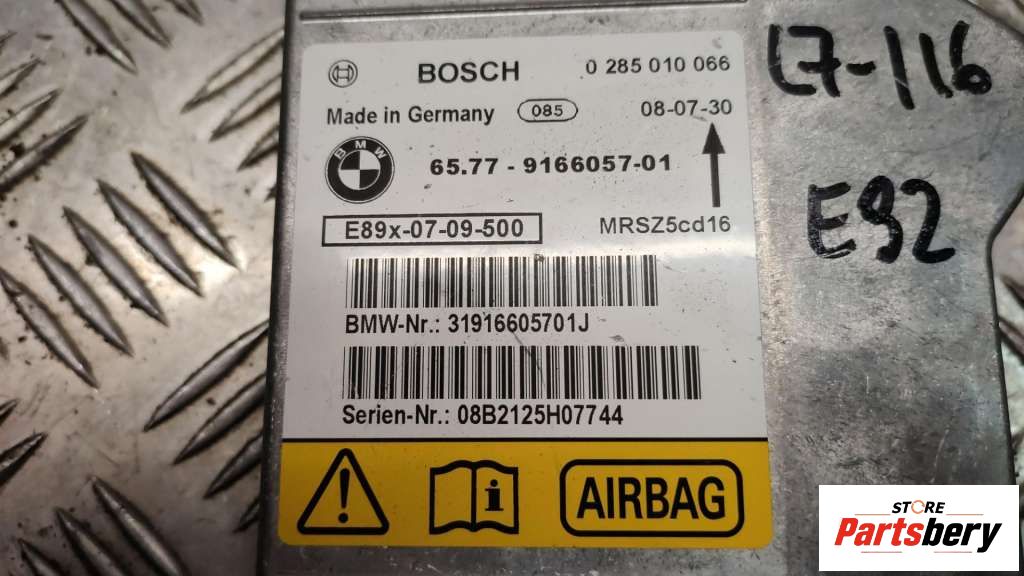 BOSCH 0 285 010 066
Made in Germany 085 08-07-30
BMW
65.77 - 9166057-01
E89x-07-09-500 MRSZ5cd16
BMW-Nr.: 31916605701J
Serien-Nr.: 08B2125H07744
i AIRBAG
L7-116
E92
STORE
Partsbery